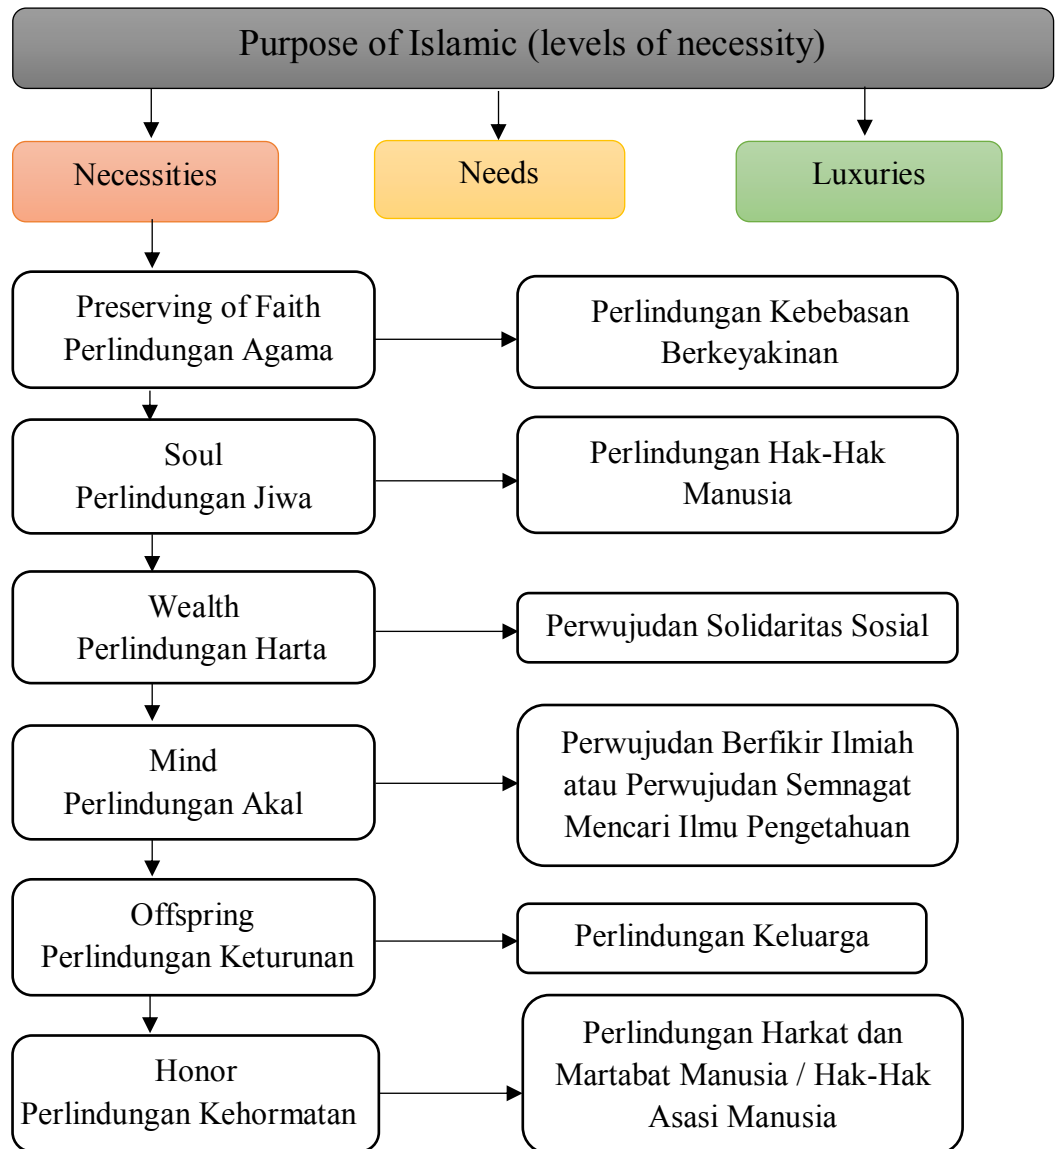 Purpose of Islamic (levels of necessity)
Necessities
Needs
Luxuries
Preserving of Faith
Perlindungan Agama
Perlindungan Kebebasan
Berkeyakinan
Soul
Perlindungan Jiwa
Perlindungan Hak-Hak
Manusia
Wealth
Perlindungan Harta
Perwujudan Solidaritas Sosial
Mind
Perlindungan Akal
Perwujudan Berfikir Ilmiah
atau Perwujudan Semnagat
Mencari Ilmu Pengetahuan
Offspring
Perlindungan Keturunan
Perlindungan Keluarga
Honor
Perlindungan Kehormatan
Perlindungan Harkat dan
Martabat Manusia / Hak-Hak
Asasi Manusia